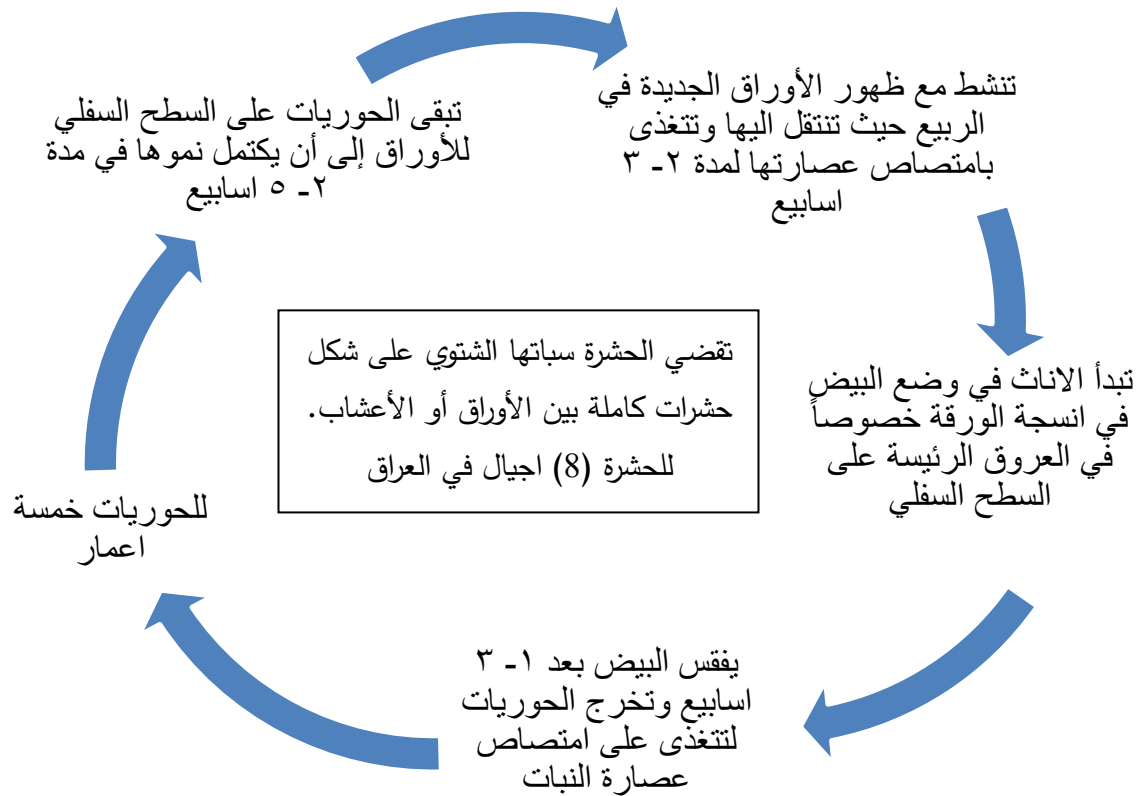 تنشط مع ظهور الأوراق الجديدة في
الربيع حيث تنتقل اليها وتتغذى
بامتصاص عصارتها لمدة ٢- ٣
اسابيع
تبدأ الاناث في وضع البيض
في انسجة الورقة خصوصاً
في العروق الرئيسة على
السطح السفلي
يفقس البيض بعد ١- ٣
اسابيع وتخرج الحوريات
لتتغذى على امتصاص
عصارة النبات
للحوريات خمسة
اعمار
تبقى الحوريات على السطح السفلي
للأوراق إلى أن يكتمل نموها في مدة
٢- ٥ اسابيع
تقضي الحشرة سباتها الشتوي على شكل
حشرات كاملة بين الأوراق أو الأعشاب.
للحشرة (8) اجيال في العراق